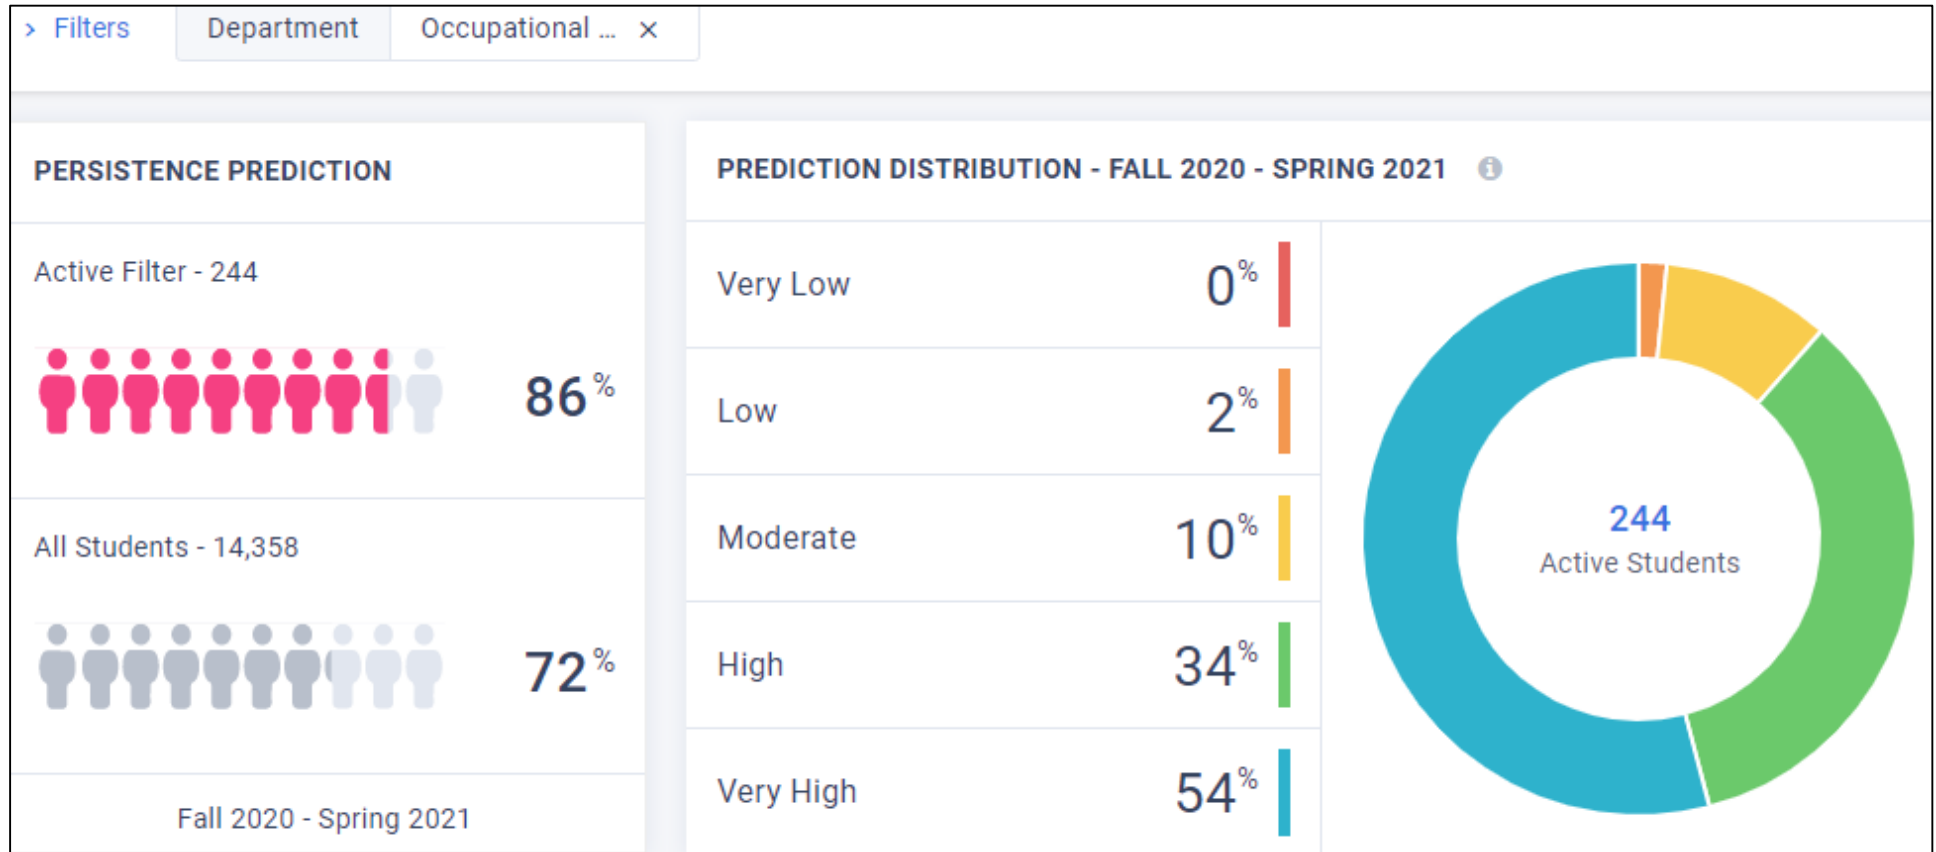 > Filters Department Occupational ... ×
PERSISTENCE PREDICTION
Active Filter - 244
86%
All Students - 14,358
72%
Fall 2020 - Spring 2021
PREDICTION DISTRIBUTION - FALL 2020 - SPRING 2021 i
Very Low 0%
Low 2%
Moderate 10%
High 34%
Very High 54%
244
Active Students